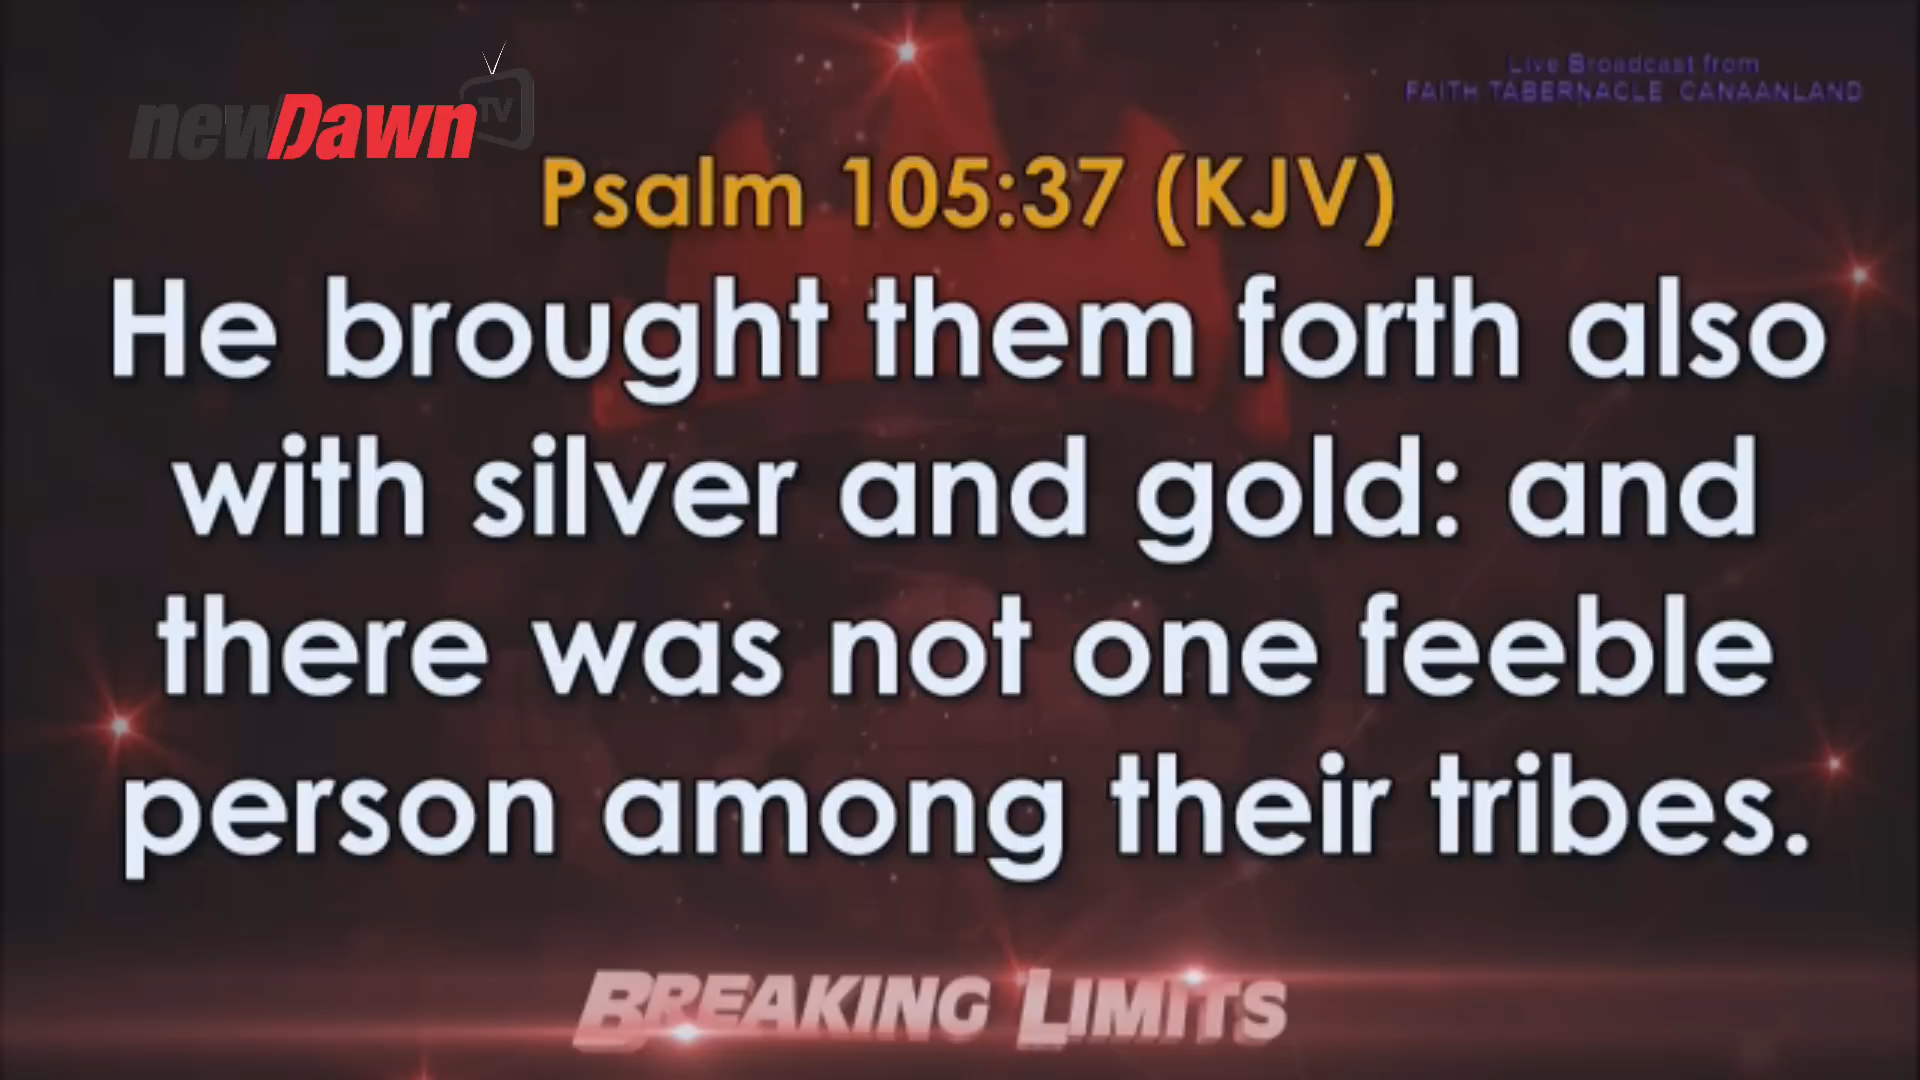 newDawn TV
Live Broadcast from
FAITH TABERNACLE CANAANLAND
Psalm 105:37 (KJV)
He brought them forth also
with silver and gold: and
there was not one feeble
person among their tribes.
BREAKING LIMITS